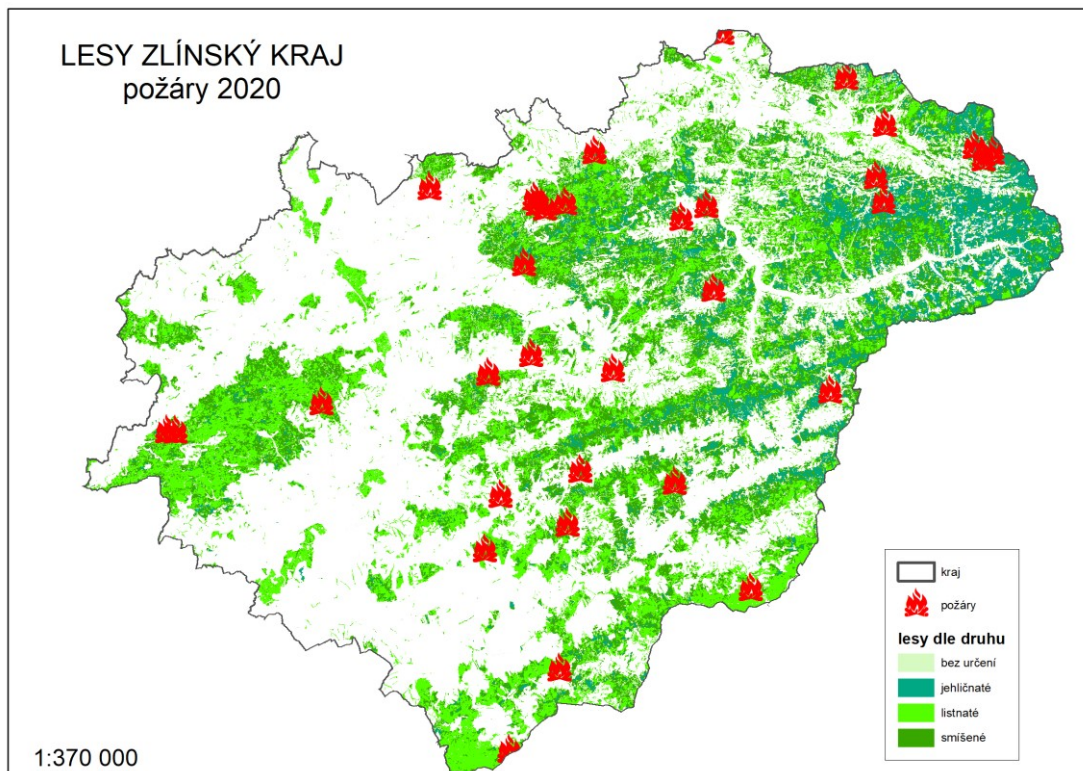 LESY ZLÍNSKÝ KRAJ
požáry 2020
kraj
požáry
lesy dle druhu
bez určení
jehličnaté
listnaté
smíšené
1:370 000